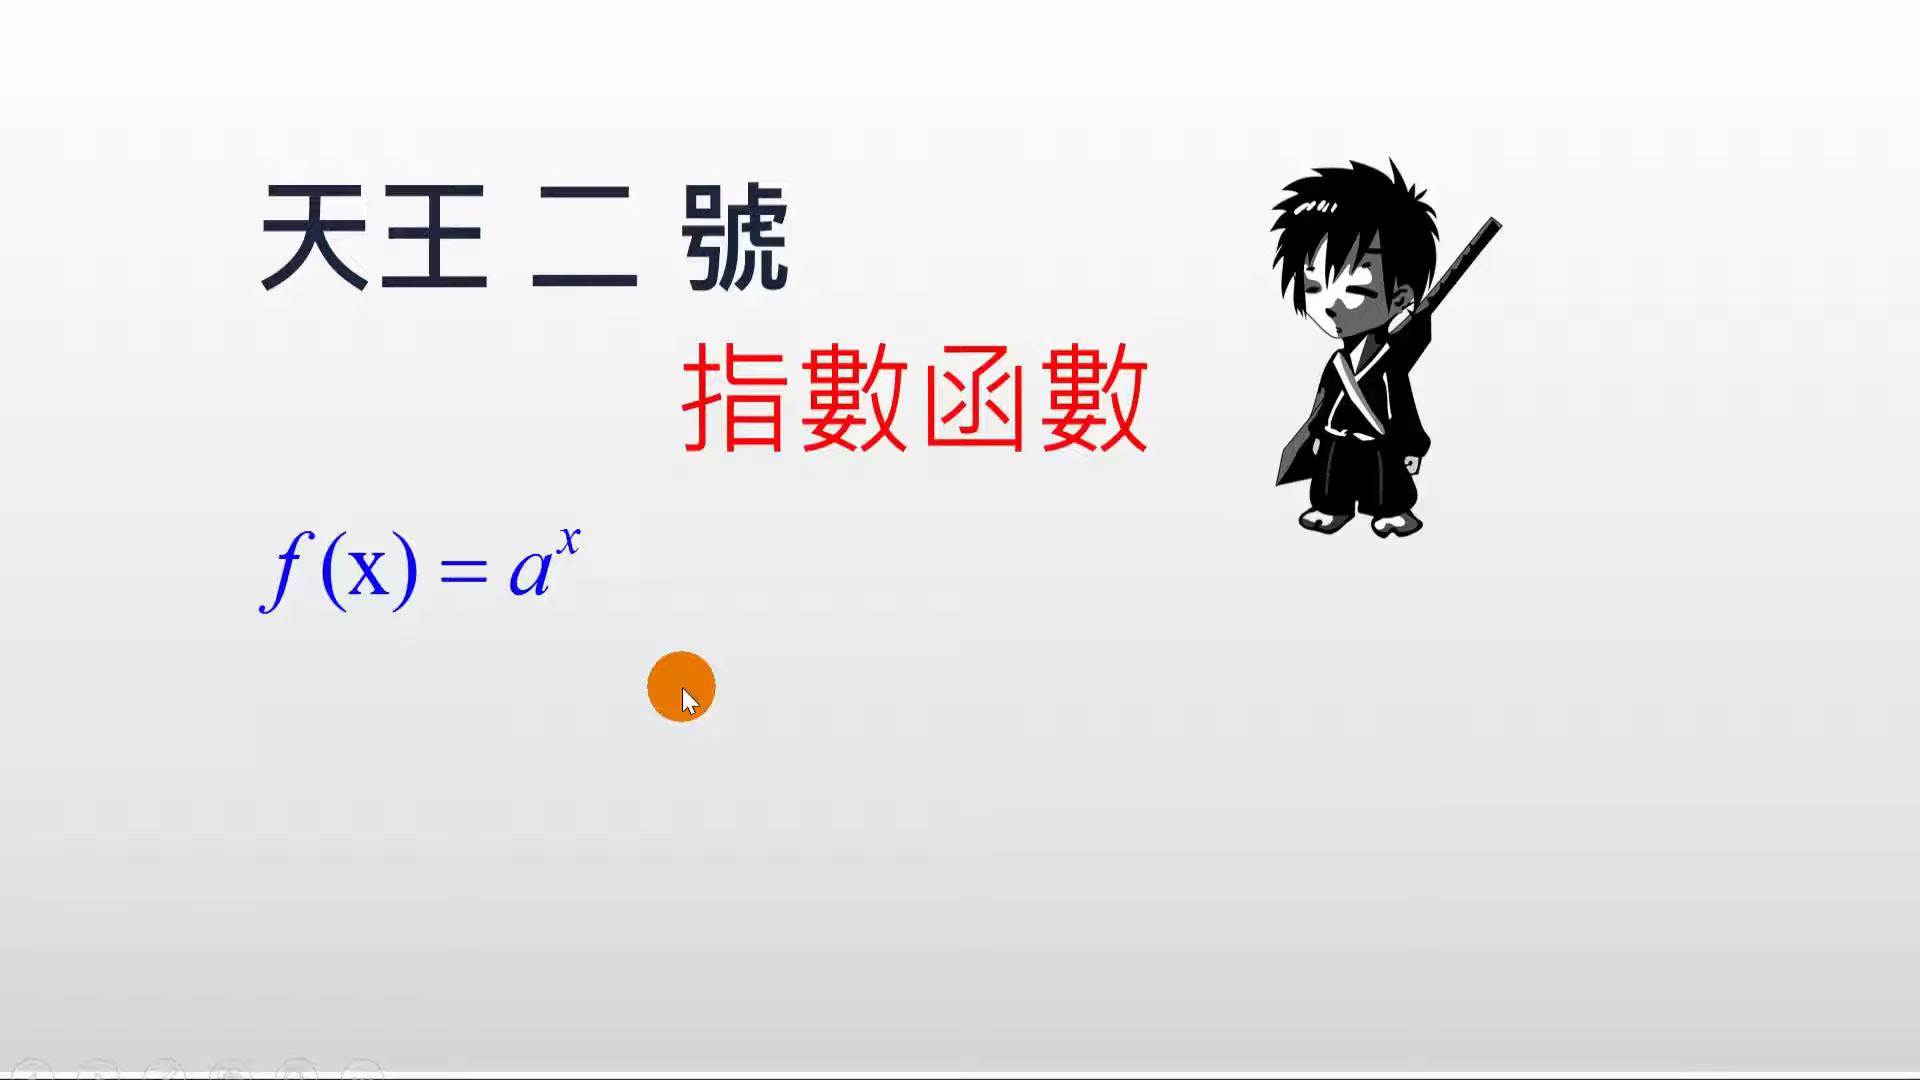 天王 二 號
指數函數
f(x) = a^x